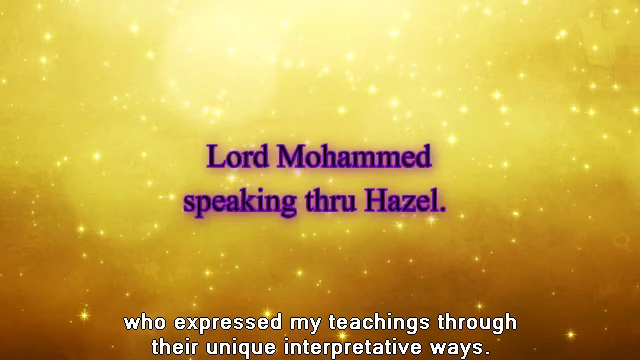 Lord Mohammed
speaking thru Hazel.
who expressed my teachings through
their unique interpretative ways.